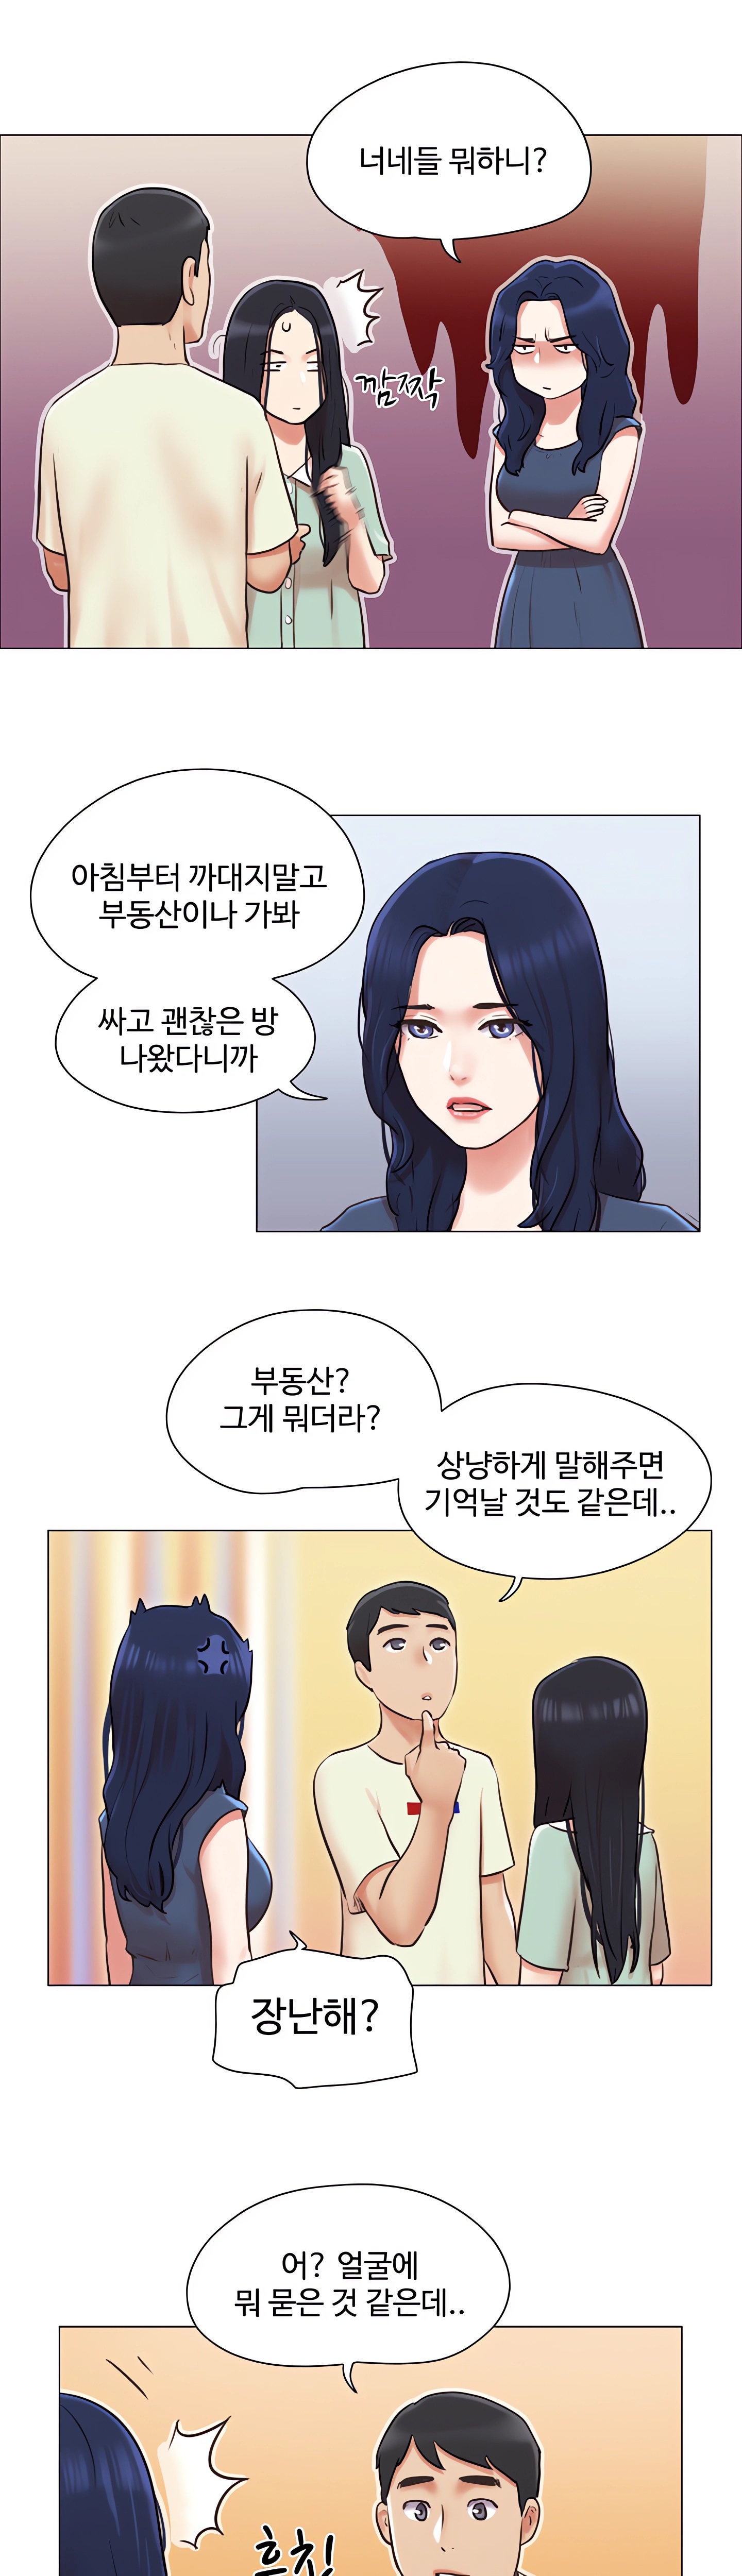 너네들 뭐하니?
깜짝
아침부터 까대지말고
부동산이나 가봐
싸고 괜찮은 방
나왔다니까
부동산?
그게 뭐더라?
상냥하게 말해주면
기억날 것도 같은데..
장난해?
어? 얼굴에
뭐 묻은 것 같은데..
흠칫